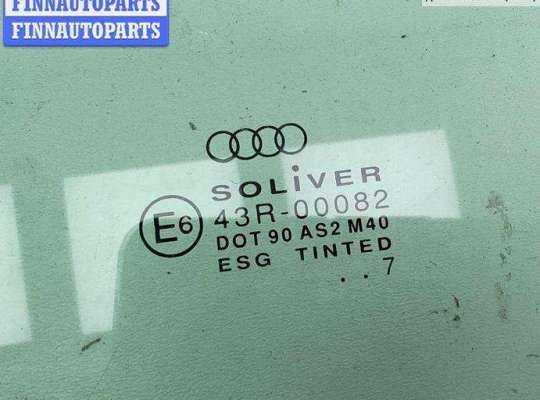 FINNAUTOPARTS
FINNAUTOPARTS
SOLiVER
E6 43R-00082
DOT 90 AS2 M40
ESG TINTED
. . 7